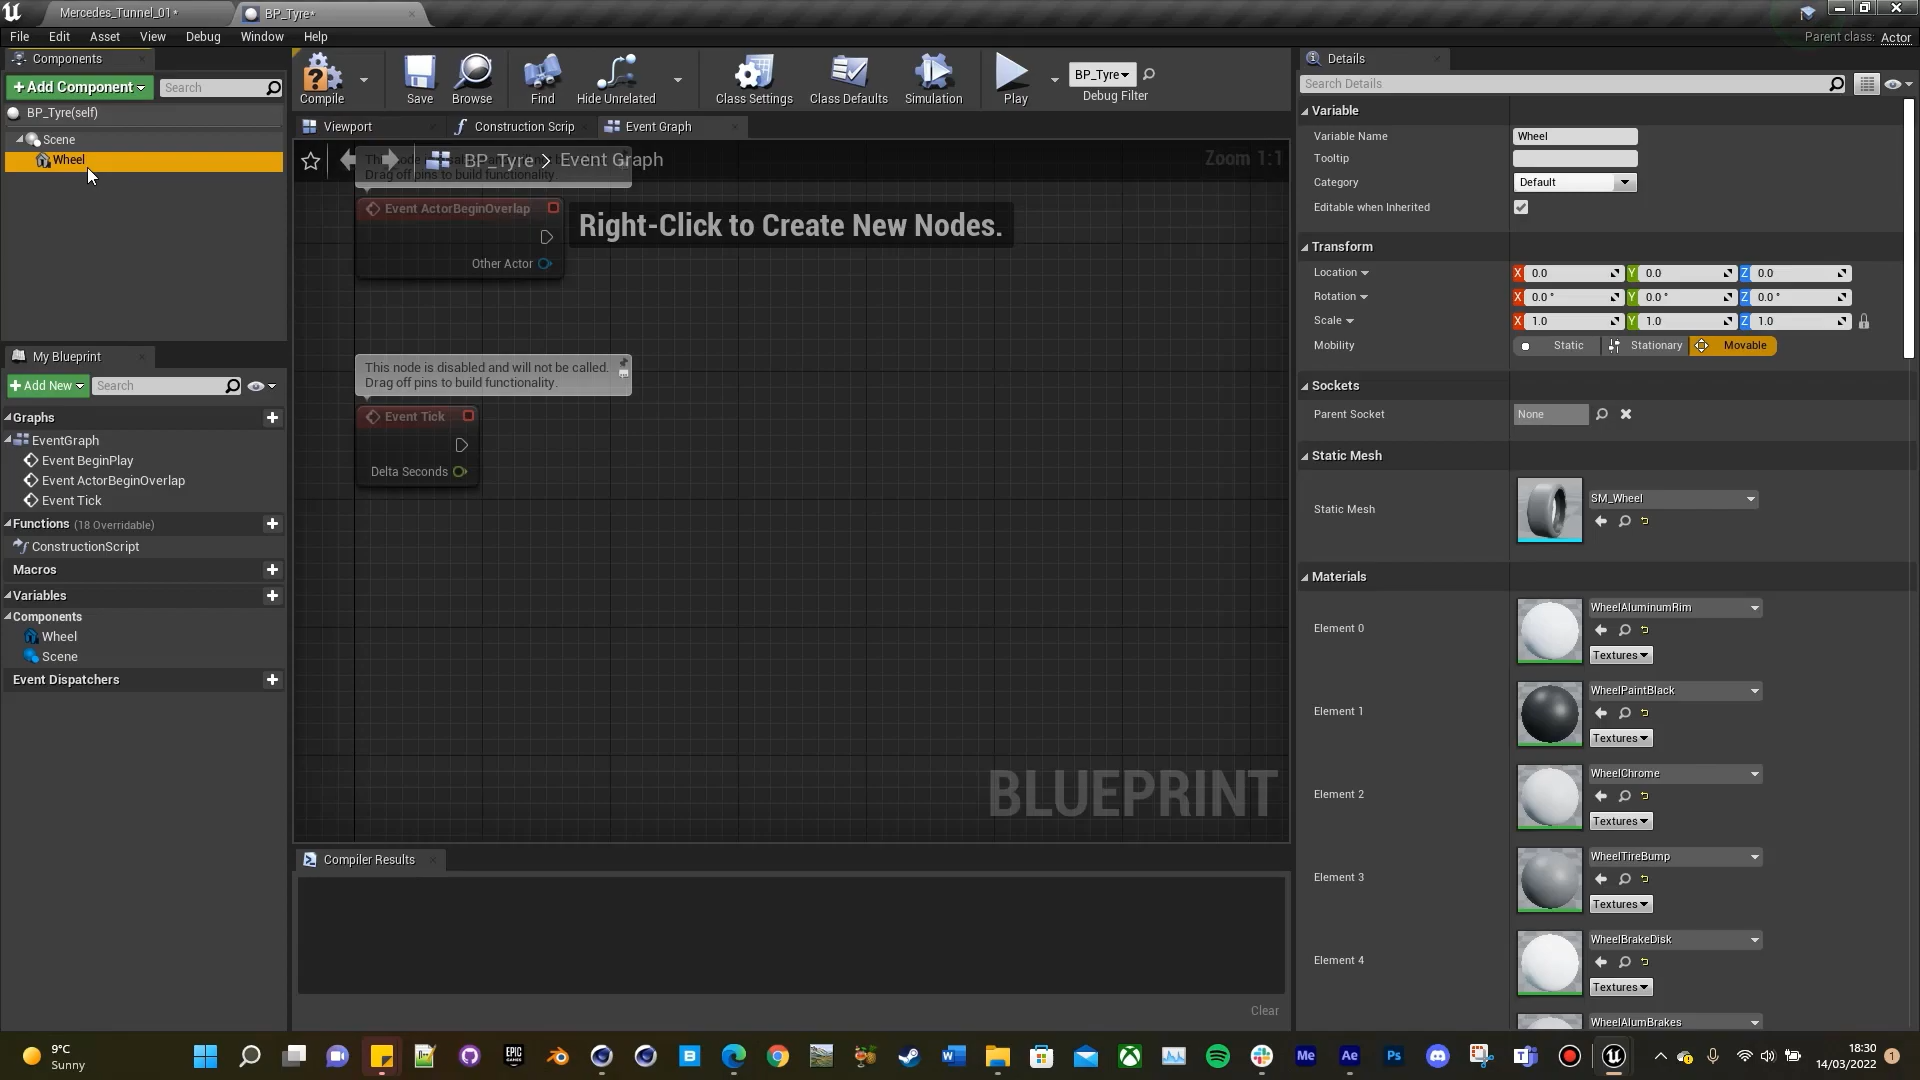 Mercedes_Tunnel_01*
BP_Tyre*
File Edit Asset View Debug Window Help
Parent class: Actor
Components
+Add Component
Search
BP_Tyre(self)
Scene
Wheel
Compile
Save
Browse
Find
Hide Unrelated
Class Settings
Class Defaults
Simulation
Play
BP_Tyre
Debug Filter
Viewport
Construction Scrip
Event Graph
BP_Tyre > Event Graph
Zoom 1:1
Drag off pins to build functionality.
Event ActorBeginOverlap
Other Actor
Right-Click to Create New Nodes.
This node is disabled and will not be called.
Drag off pins to build functionality.
Event Tick
Delta Seconds
BLUEPRINT
My Blueprint
+Add New
Search
Graphs
EventGraph
Event BeginPlay
Event ActorBeginOverlap
Event Tick
Functions (18 Overridable)
ConstructionScript
Macros
Variables
Components
Wheel
Scene
Event Dispatchers
Compiler Results
Clear
Details
Search Details
Variable
Variable Name Wheel
Tooltip
Category Default
Editable when Inherited
Transform
Location X 0.0 Y 0.0 Z 0.0
Rotation X 0.0 ° Y 0.0 ° Z 0.0 °
Scale X 1.0 Y 1.0 Z 1.0
Mobility Static Stationary Movable
Sockets
Parent Socket None
Static Mesh
Static Mesh SM_Wheel
Materials
Element 0 WheelAluminumRim
Textures
Element 1 WheelPaintBlack
Textures
Element 2 WheelChrome
Textures
Element 3 WheelTireBump
Textures
Element 4 WheelBrakeDisk
Textures
WheelAlumBrakes
9°C
Sunny
18:30
14/03/2022